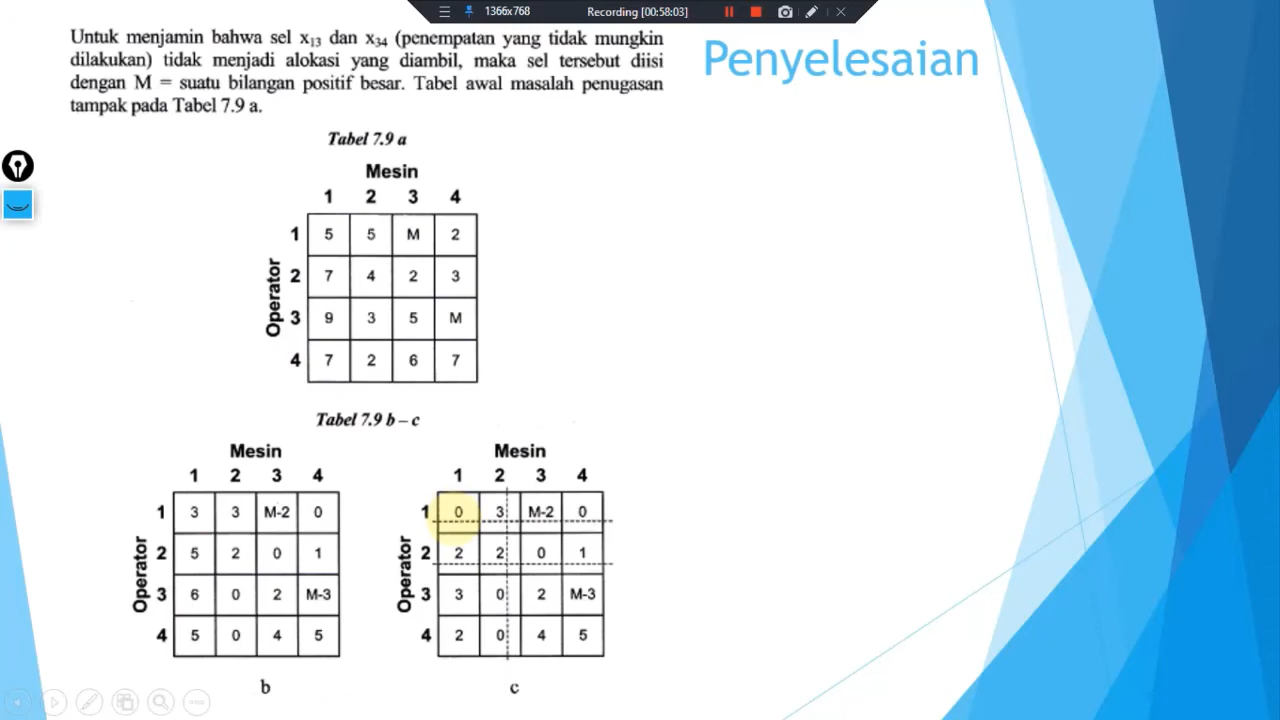 1366x768
Recording [00:58:03]
Untuk menjamin bahwa sel x13 dan x34 (penempatan yang tidak mungkin
dilakukan) tidak menjadi alokasi yang diambil, maka sel tersebut diisi
dengan M = suatu bilangan positif besar. Tabel awal masalah penugasan
tampak pada Tabel 7.9 a.
Penyelesaian
Tabel 7.9 a
Mesin
1 2 3 4
Operator
1 5 5 M 2
2 7 4 2 3
3 9 3 5 M
4 7 2 6 7
Tabel 7.9 b – c
Mesin
1 2 3 4
Operator
1 3 3 M-2 0
2 5 2 0 1
3 6 0 2 M-3
4 5 0 4 5
b
Mesin
1 2 3 4
Operator
1 0 3 M-2 0
2 2 2 0 1
3 3 0 2 M-3
4 2 0 4 5
c